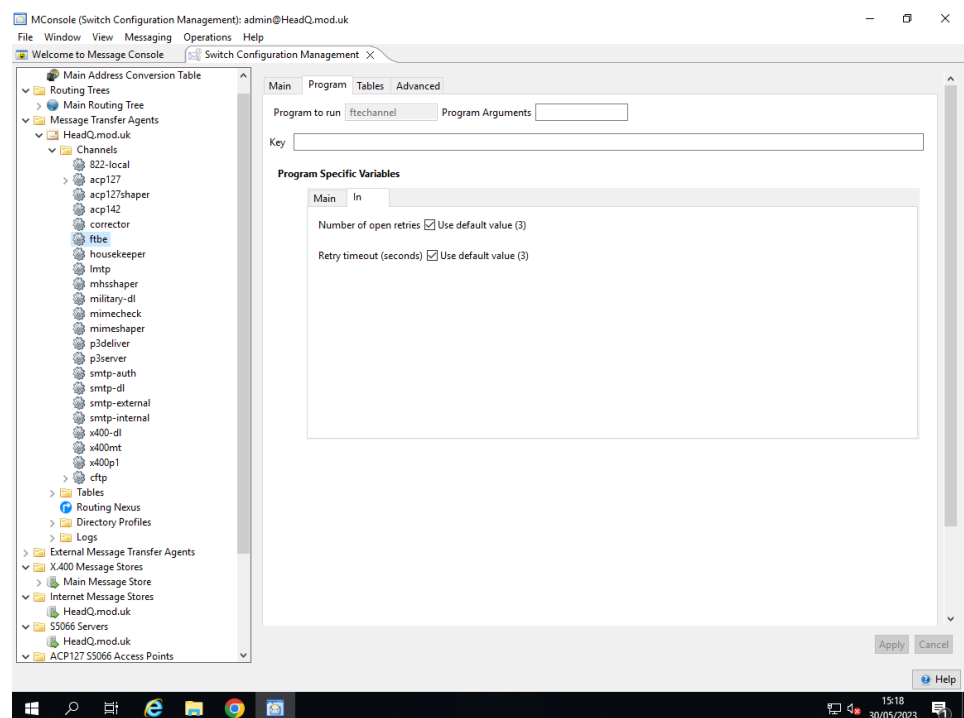 MConsole (Switch Configuration Management): admin@HeadQ.mod.uk
File Window View Messaging Operations Help
Welcome to Message Console Switch Configuration Management
Main Address Conversion Table
Routing Trees
Main Routing Tree
Message Transfer Agents
HeadQ.mod.uk
Channels
822-local
acp127
acp127shaper
acp142
corrector
ftbe
housekeeper
lmtp
mhsshaper
military-dl
mimecheck
mimeshaper
p3deliver
p3server
smtp-auth
smtp-dl
smtp-external
smtp-internal
x400-dl
x400mt
x400p1
cftp
Tables
Routing Nexus
Directory Profiles
Logs
External Message Transfer Agents
X.400 Message Stores
Main Message Store
Internet Message Stores
HeadQ.mod.uk
S5066 Servers
HeadQ.mod.uk
ACP127 S5066 Access Points
Main Program Tables Advanced
Program to run ftechannel Program Arguments
Key
Program Specific Variables
Main In
Number of open retries Use default value (3)
Retry timeout (seconds) Use default value (3)
Apply Cancel
Help
15:18
30/05/2023
1